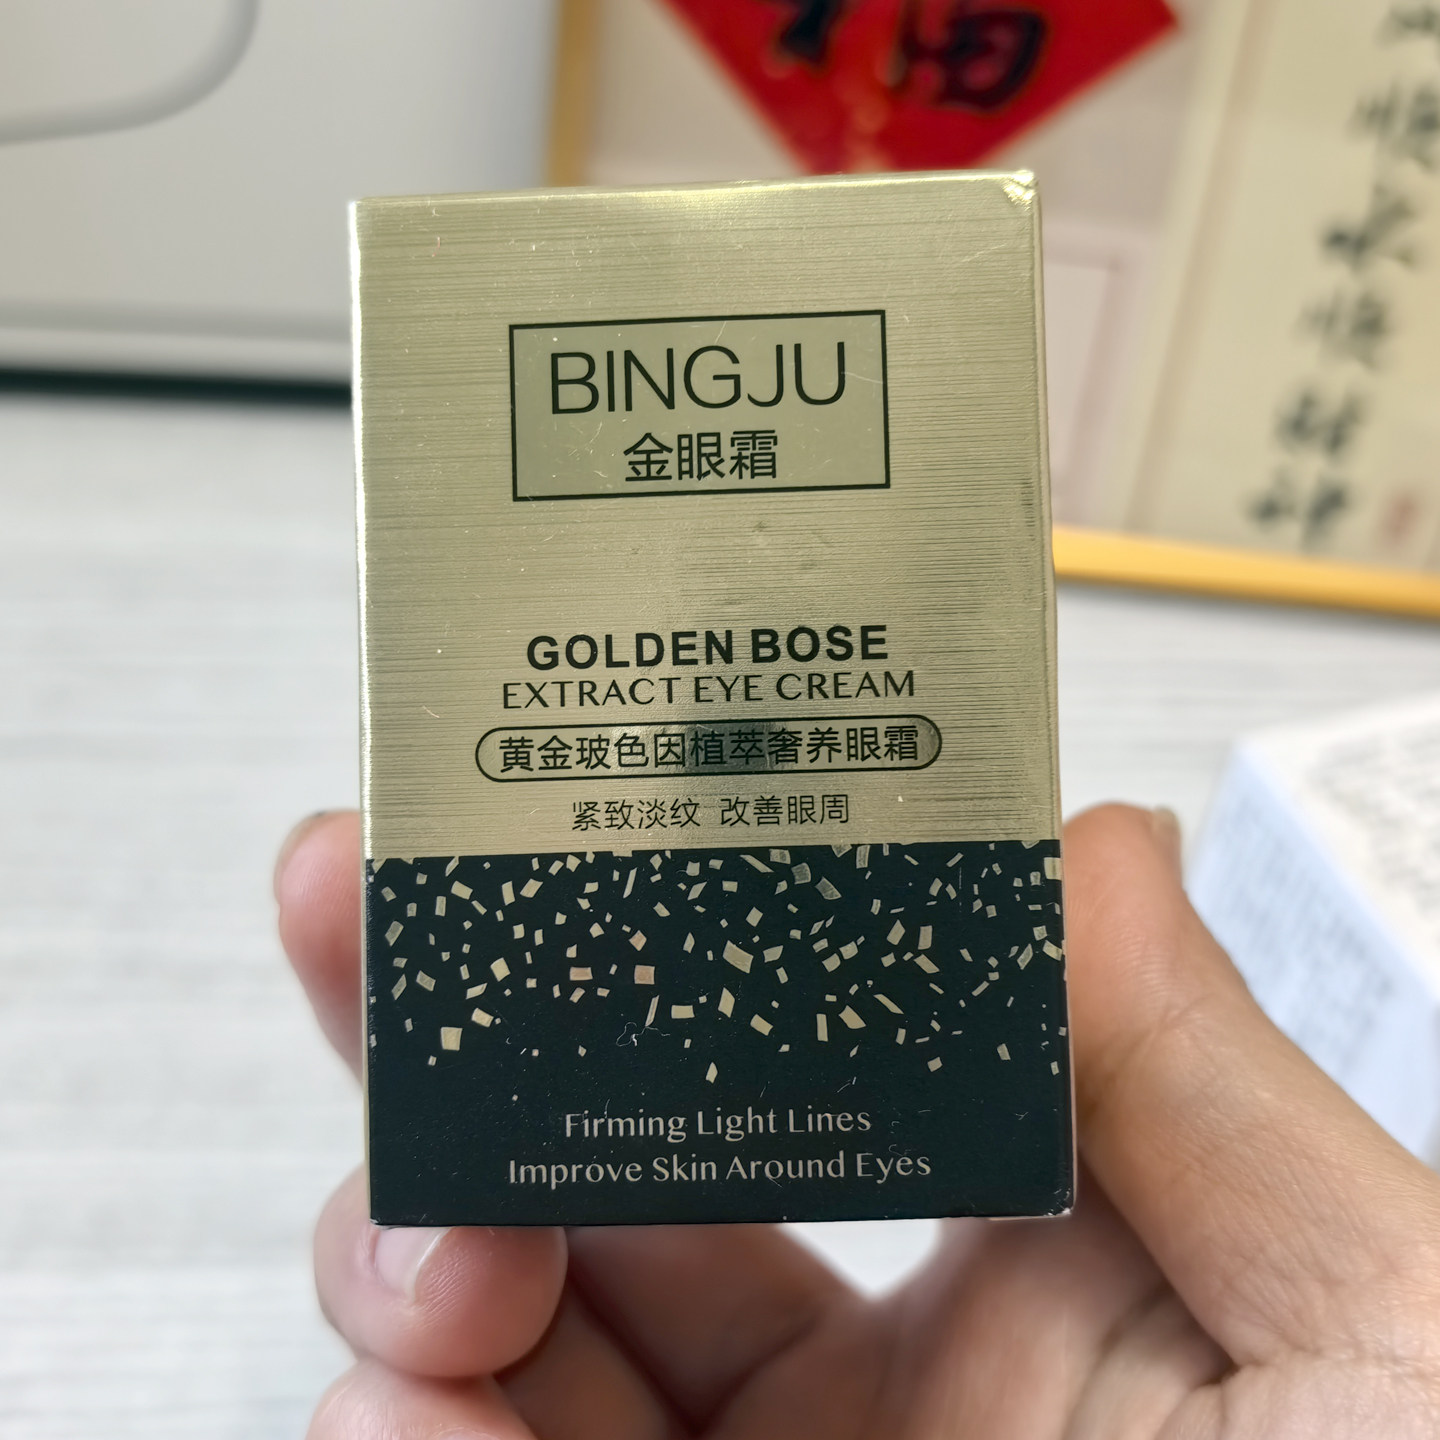 福
BINGJU
金眼霜
GOLDEN BOSE
EXTRACT EYE CREAM
黄金玻色因植萃奢养眼霜
紧致淡纹 改善眼周
Firming Light Lines
Improve Skin Around Eyes